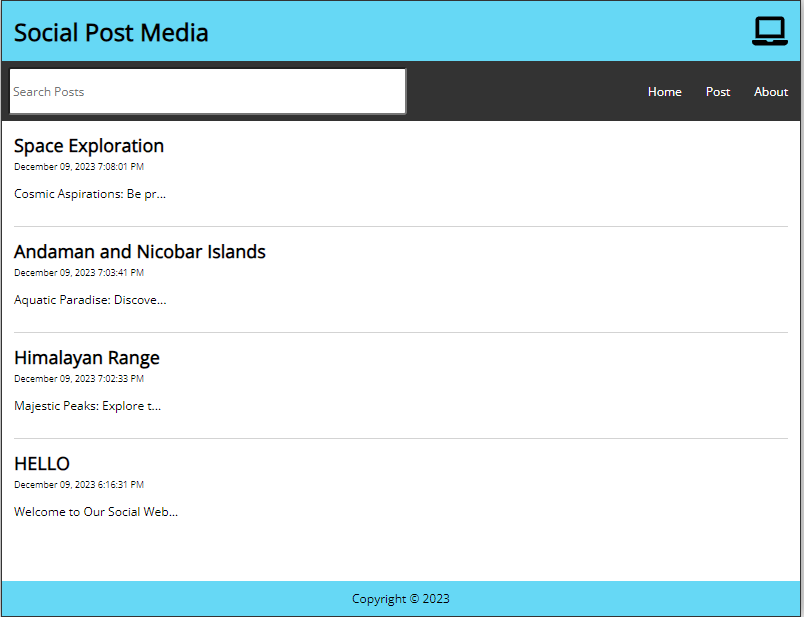 Social Post Media
Search Posts
Home Post About
Space Exploration
December 09, 2023 7:08:01 PM
Cosmic Aspirations: Be pr...
Andaman and Nicobar Islands
December 09, 2023 7:03:41 PM
Aquatic Paradise: Discove...
Himalayan Range
December 09, 2023 7:02:33 PM
Majestic Peaks: Explore t...
HELLO
December 09, 2023 6:16:31 PM
Welcome to Our Social Web...
Copyright © 2023